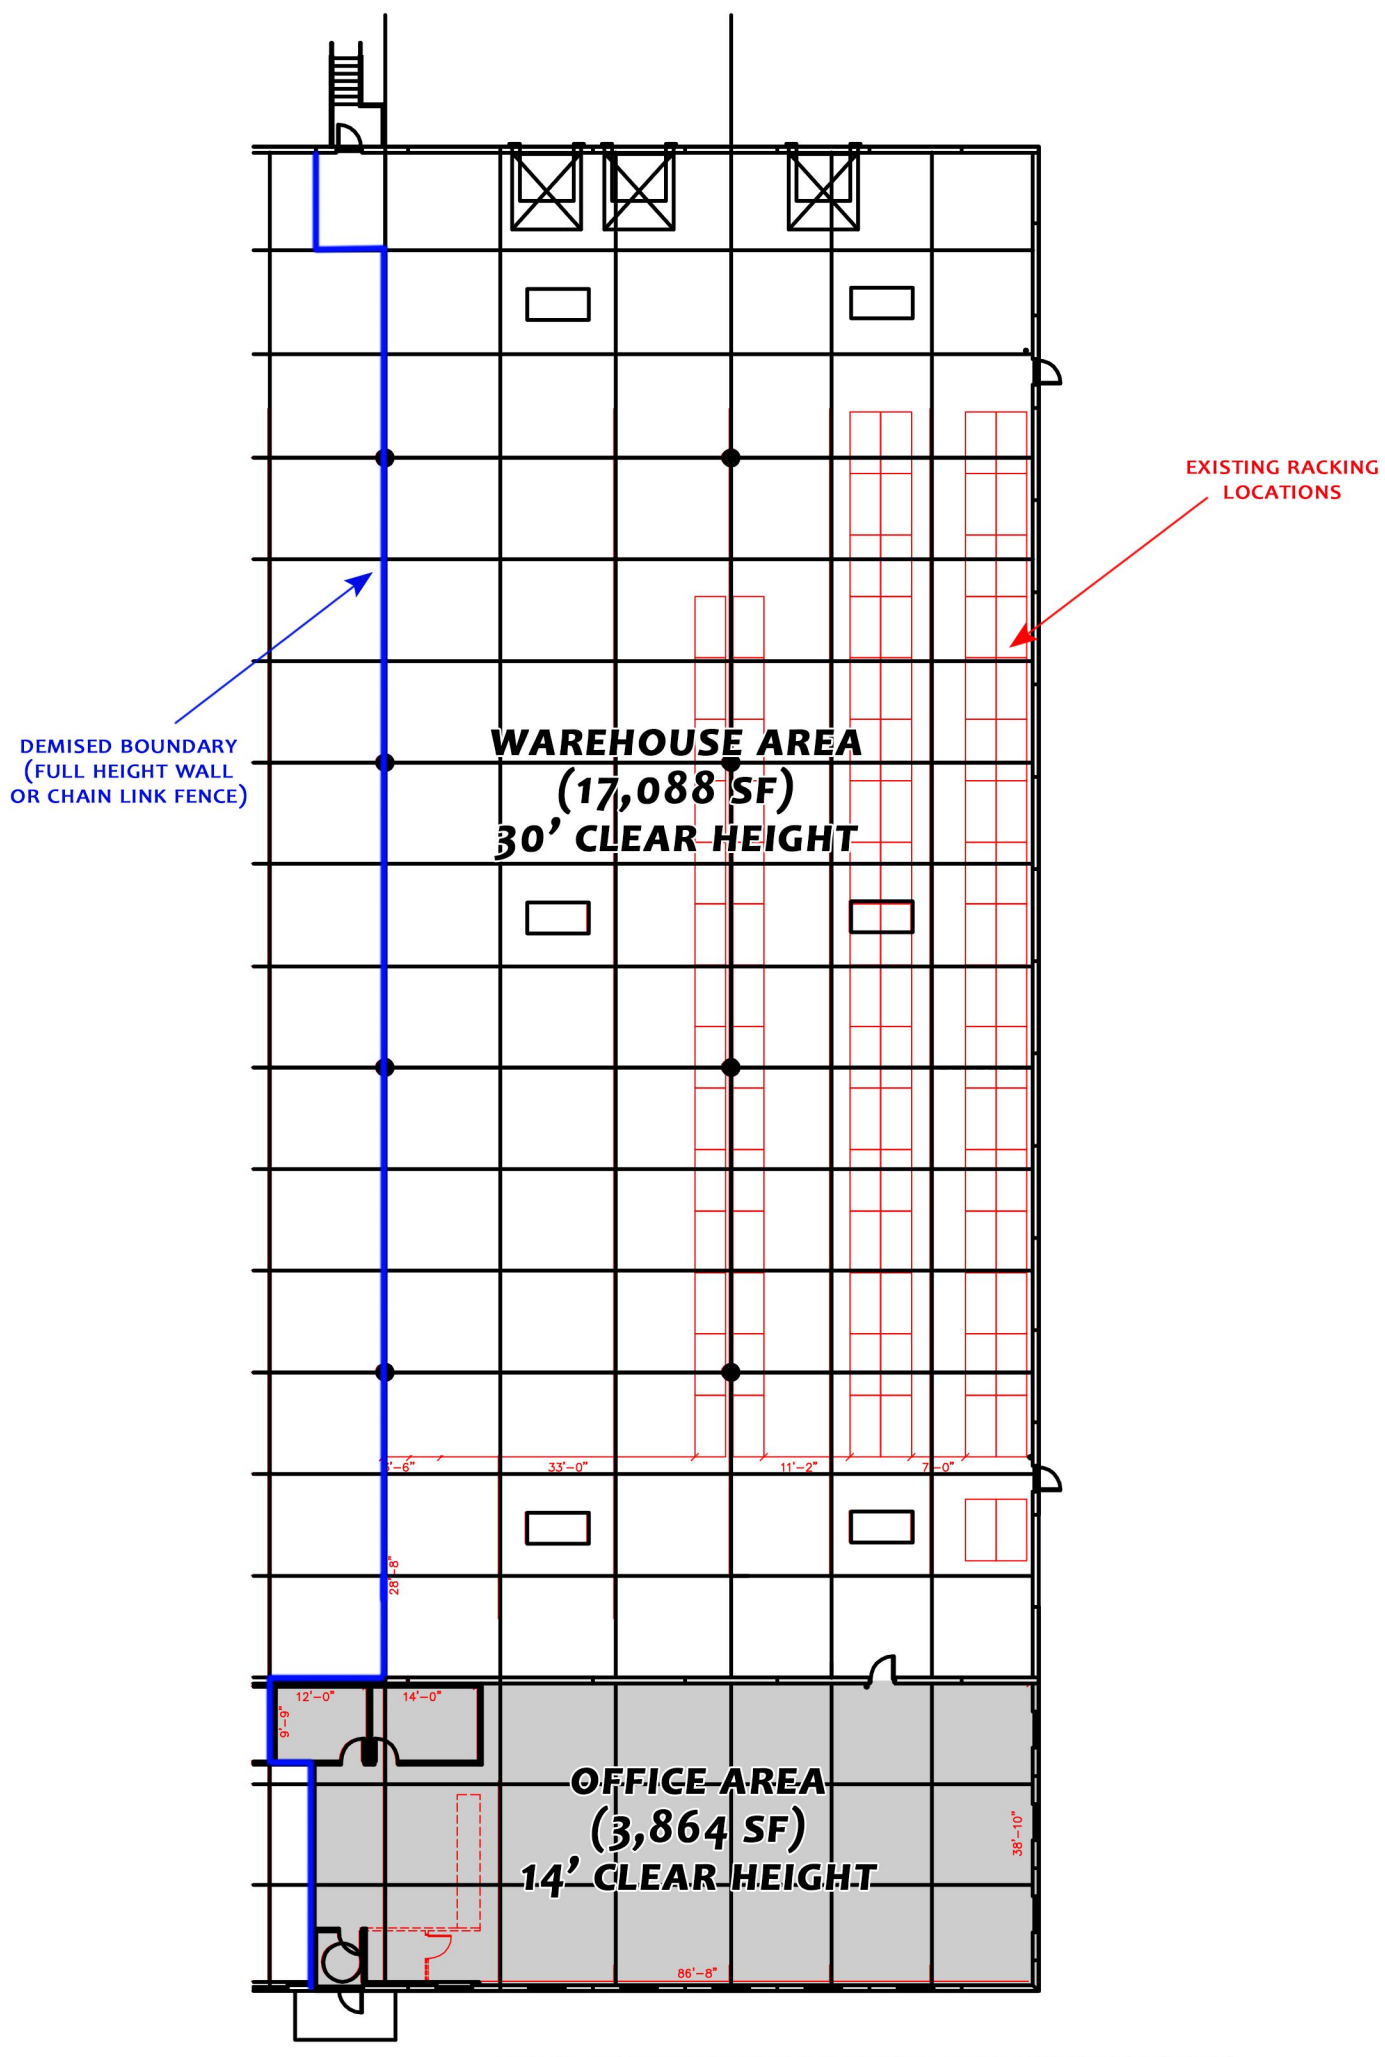 EXISTING RACKING
LOCATIONS
DEMISED BOUNDARY
(FULL HEIGHT WALL
OR CHAIN LINK FENCE)
WAREHOUSE AREA
(17,088 SF)
30' CLEAR HEIGHT
33'-0"
11'-2"
7'-0"
28'-8"
12'-0"
14'-0"
9'-9"
OFFICE AREA
(3,864 SF)
14' CLEAR HEIGHT
38'-10"
86'-8"